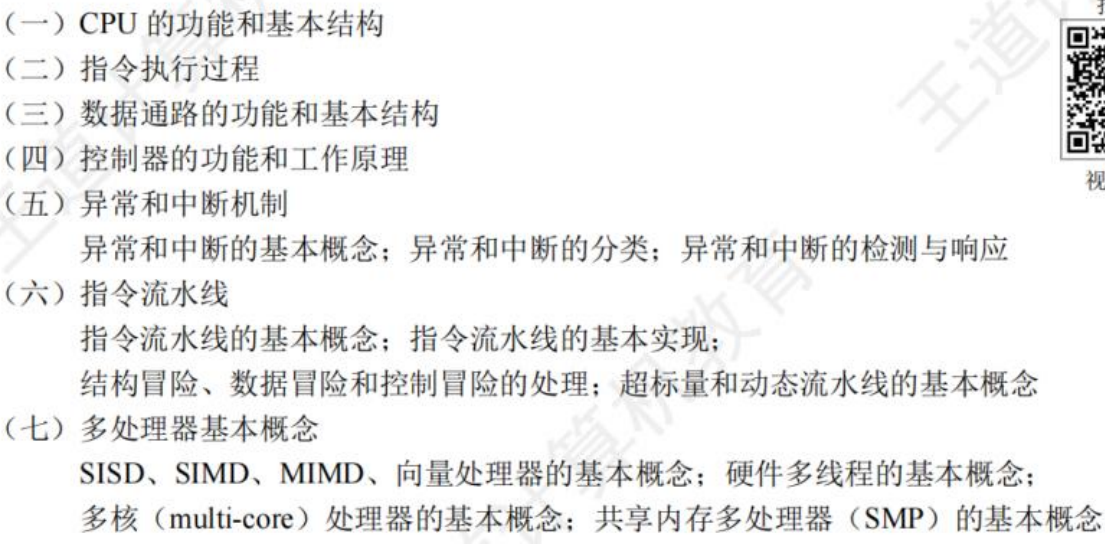 （一）CPU 的功能和基本结构
（二）指令执行过程
（三）数据通路的功能和基本结构
（四）控制器的功能和工作原理
（五）异常和中断机制
异常和中断的基本概念；异常和中断的分类；异常和中断的检测与响应
（六）指令流水线
指令流水线的基本概念；指令流水线的基本实现；
结构冒险、数据冒险和控制冒险的处理；超标量和动态流水线的基本概念
（七）多处理器基本概念
SISD、SIMD、MIMD、向量处理器的基本概念；硬件多线程的基本概念；
多核（multi-core）处理器的基本概念；共享内存多处理器（SMP）的基本概念
视